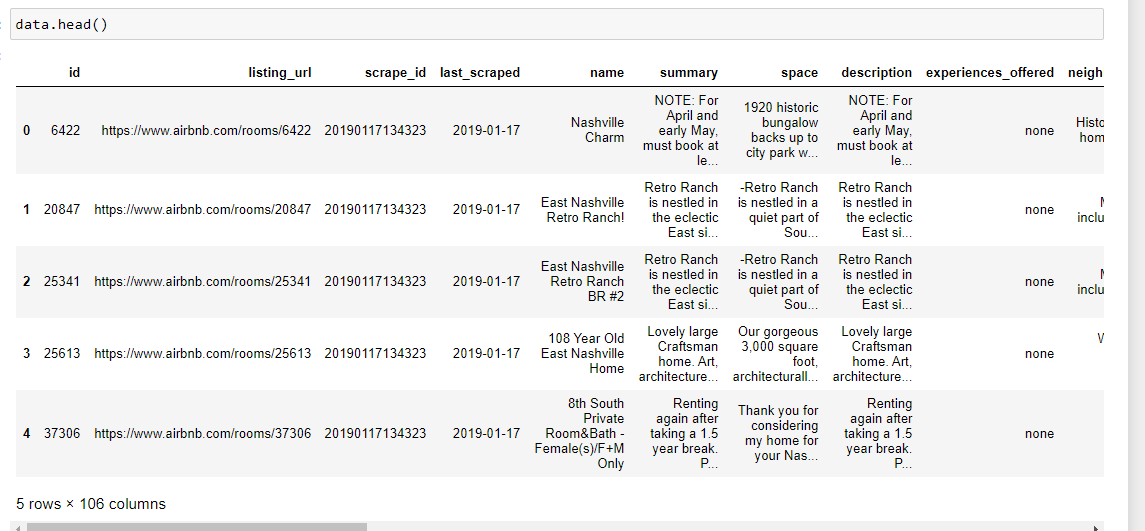 data.head()
id listing_url scrape_id last_scraped name summary space description experiences_offered neigh
0 6422 https://www.airbnb.com/rooms/6422 20190117134323 2019-01-17 Nashville Charm NOTE: For April and early May, must book at le... 1920 historic bungalow backs up to city park w... NOTE: For April and early May, must book at le... none Histo hom
1 20847 https://www.airbnb.com/rooms/20847 20190117134323 2019-01-17 East Nashville Retro Ranch! Retro Ranch is nestled in the eclectic East si... -Retro Ranch is nestled in a quiet part of Sou... Retro Ranch is nestled in the eclectic East si... none inclu
2 25341 https://www.airbnb.com/rooms/25341 20190117134323 2019-01-17 East Nashville Retro Ranch BR #2 Retro Ranch is nestled in the eclectic East si... -Retro Ranch is nestled in a quiet part of Sou... Retro Ranch is nestled in the eclectic East si... none inclu
3 25613 https://www.airbnb.com/rooms/25613 20190117134323 2019-01-17 108 Year Old East Nashville Home Lovely large Craftsman home. Art, architecture... Our gorgeous 3,000 square foot, architecturall... Lovely large Craftsman home. Art, architecture... none
4 37306 https://www.airbnb.com/rooms/37306 20190117134323 2019-01-17 8th South Private Room&Bath - Female(s)/F+M Only Renting again after taking a 1.5 year break. P... Thank you for considering my home for your Nas... Renting again after taking a 1.5 year break. P... none
5 rows × 106 columns